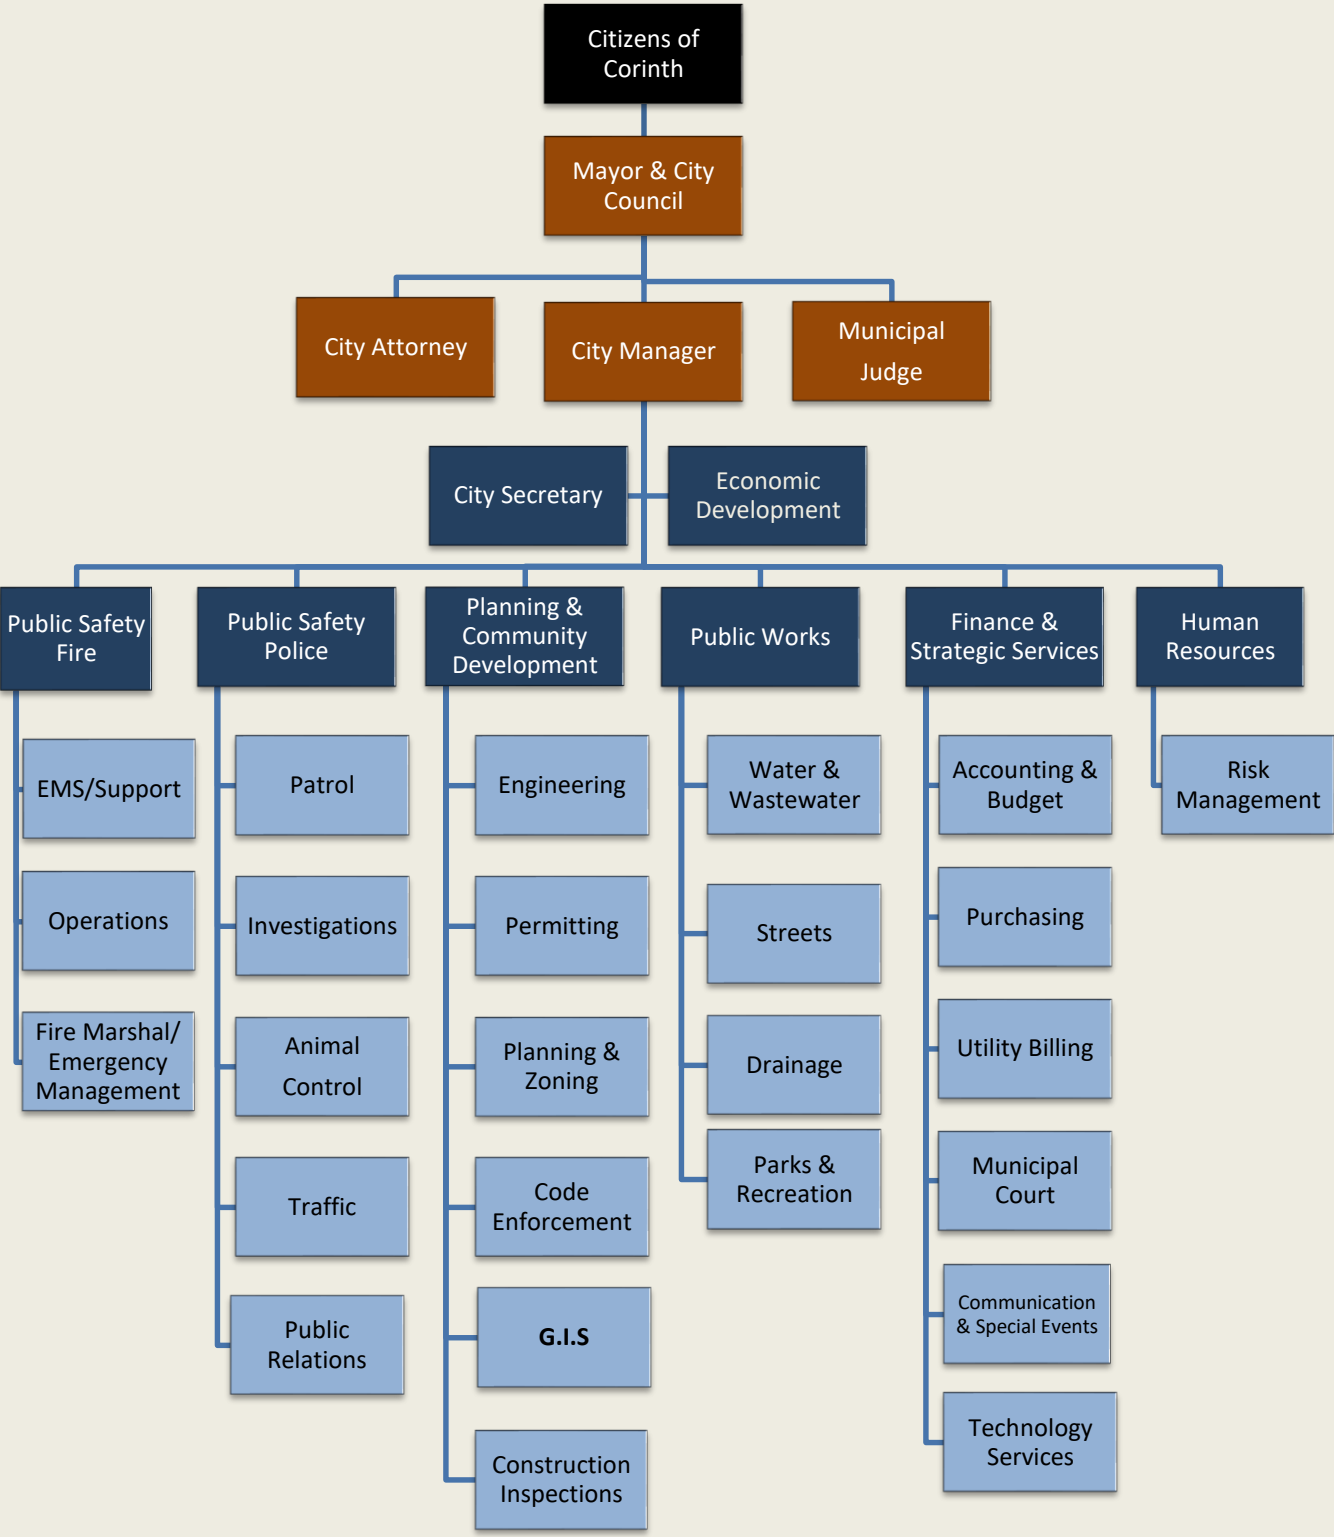 Citizens of
Corinth
Mayor & City
Council
City Attorney
City Manager
Municipal
Judge
City Secretary
Economic
Development
Public Safety
Fire
Public Safety
Police
Planning &
Community
Development
Public Works
Finance &
Strategic Services
Human
Resources
EMS/Support
Operations
Fire Marshal/
Emergency
Management
Patrol
Investigations
Animal
Control
Traffic
Public
Relations
Engineering
Permitting
Planning &
Zoning
Code
Enforcement
G.I.S
Construction
Inspections
Water &
Wastewater
Streets
Drainage
Parks &
Recreation
Accounting &
Budget
Purchasing
Utility Billing
Municipal
Court
Communication
& Special Events
Technology
Services
Risk
Management